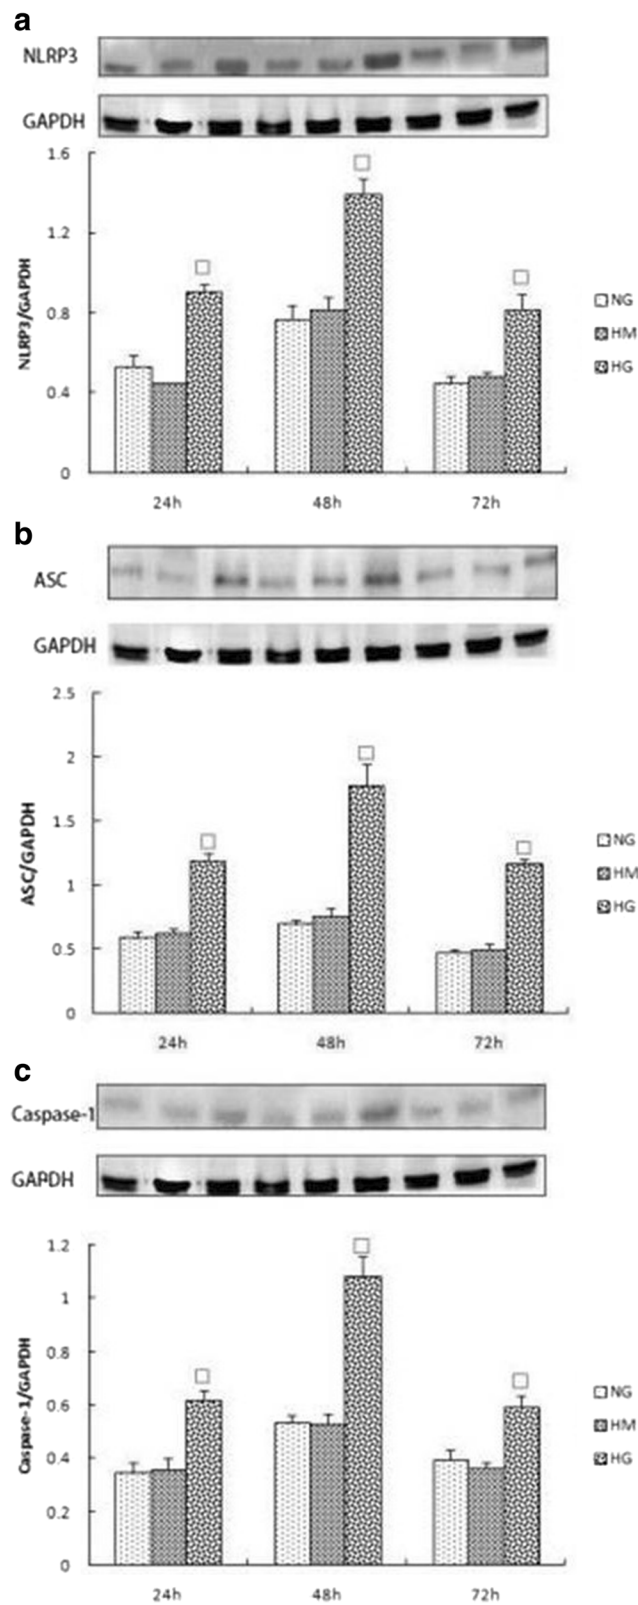 a
NLRP3
GAPDH
1.6
1.2
0.8
0.4
0
NLRP3/GAPDH
24h
48h
72h
NG
HM
HG
b
ASC
GAPDH
2.5
2
1.5
1
0.5
0
ASC/GAPDH
24h
48h
72h
NG
HM
HG
c
Caspase-1
GAPDH
1.2
1
0.8
0.6
0.4
0.2
0
Caspase-1/GAPDH
24h
48h
72h
NG
HM
HG